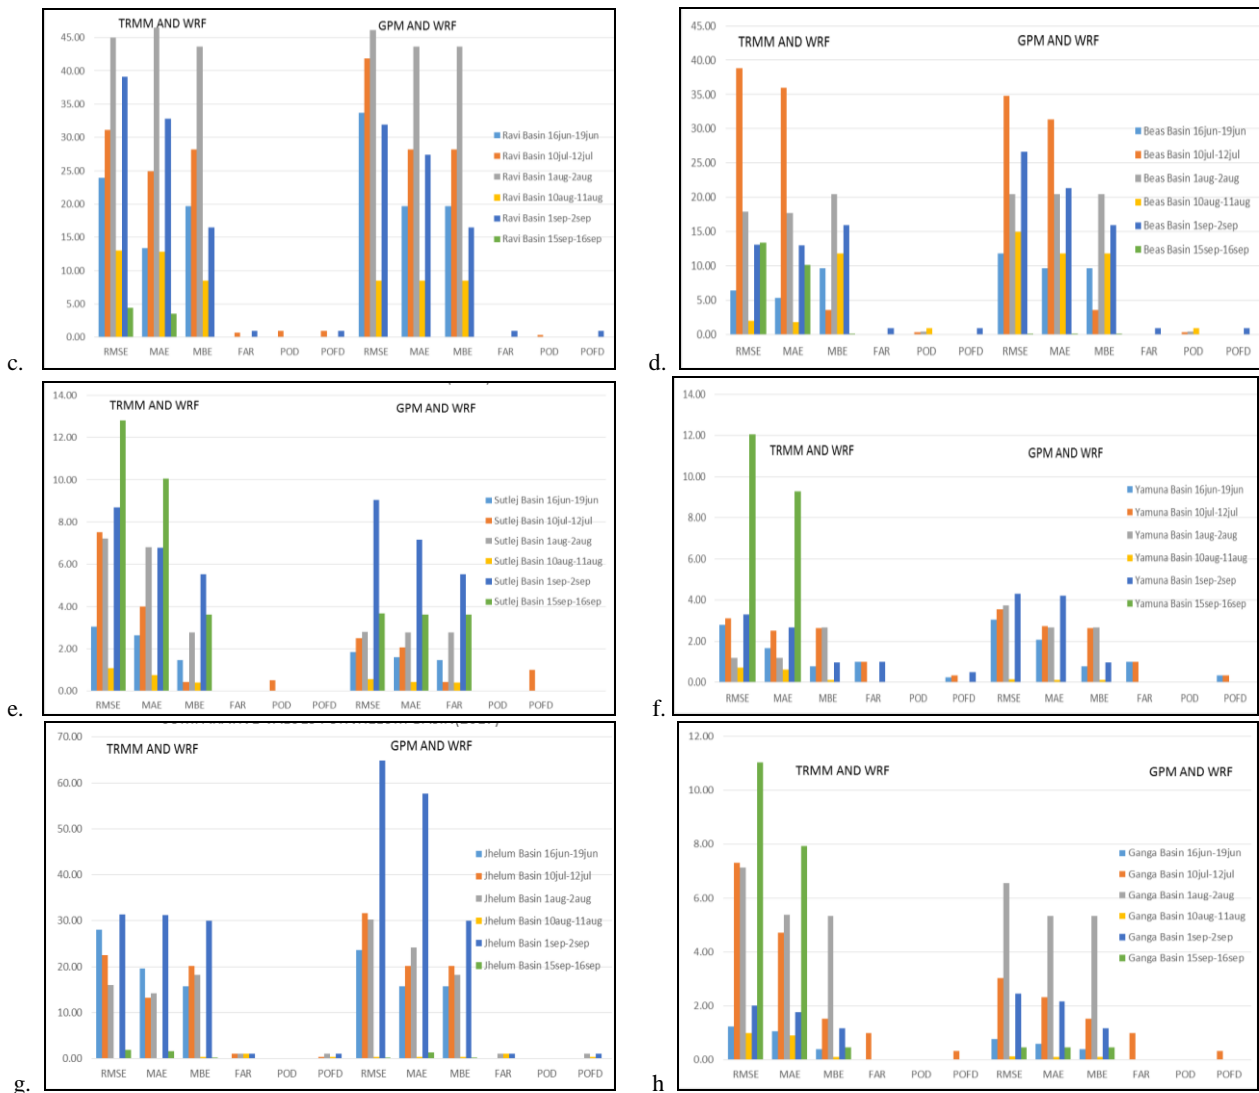 TRMM AND WRF
GPM AND WRF
45.00
40.00
35.00
30.00
25.00
20.00
15.00
10.00
5.00
0.00
Ravi Basin 16jun-19jun
Ravi Basin 10jul-12jul
Ravi Basin 1aug-2aug
Ravi Basin 10aug-11aug
Ravi Basin 1sep-2sep
Ravi Basin 15sep-16sep
RMSE MAE MBE FAR POD POFD RMSE MAE MBE FAR POD POFD
c.
TRMM AND WRF
GPM AND WRF
45.00
40.00
35.00
30.00
25.00
20.00
15.00
10.00
5.00
0.00
Beas Basin 16jun-19jun
Beas Basin 10jul-12jul
Beas Basin 1aug-2aug
Beas Basin 10aug-11aug
Beas Basin 1sep-2sep
Beas Basin 15sep-16sep
RMSE MAE MBE FAR POD POFD RMSE MAE MBE FAR POD POFD
d.
TRMM AND WRF
GPM AND WRF
14.00
12.00
10.00
8.00
6.00
4.00
2.00
0.00
Sutlej Basin 16jun-19jun
Sutlej Basin 10jul-12jul
Sutlej Basin 1aug-2aug
Sutlej Basin 10aug-11aug
Sutlej Basin 1sep-2sep
Sutlej Basin 15sep-16sep
RMSE MAE MBE FAR POD POFD RMSE MAE FAR POD POFD
e.
TRMM AND WRF
GPM AND WRF
14.00
12.00
10.00
8.00
6.00
4.00
2.00
0.00
Yamuna Basin 16jun-19jun
Yamuna Basin 10jul-12jul
Yamuna Basin 1aug-2aug
Yamuna Basin 10aug-11aug
Yamuna Basin 1sep-2sep
Yamuna Basin 15sep-16sep
RMSE MAE MBE FAR POD POFD RMSE MAE MBE FAR POD POFD
f.
TRMM AND WRF
GPM AND WRF
70.00
60.00
50.00
40.00
30.00
20.00
10.00
0.00
Jhelum Basin 16jun-19jun
Jhelum Basin 10jul-12jul
Jhelum Basin 1aug-2aug
Jhelum Basin 10aug-11aug
Jhelum Basin 1sep-2sep
Jhelum Basin 15sep-16sep
RMSE MAE MBE FAR POD POFD RMSE MAE MBE FAR POD POFD
g.
TRMM AND WRF
GPM AND WRF
12.00
10.00
8.00
6.00
4.00
2.00
0.00
Ganga Basin 16jun-19jun
Ganga Basin 10jul-12jul
Ganga Basin 1aug-2aug
Ganga Basin 10aug-11aug
Ganga Basin 1sep-2sep
Ganga Basin 15sep-16sep
RMSE MAE MBE FAR POD POFD RMSE MAE MBE FAR POD POFD
h